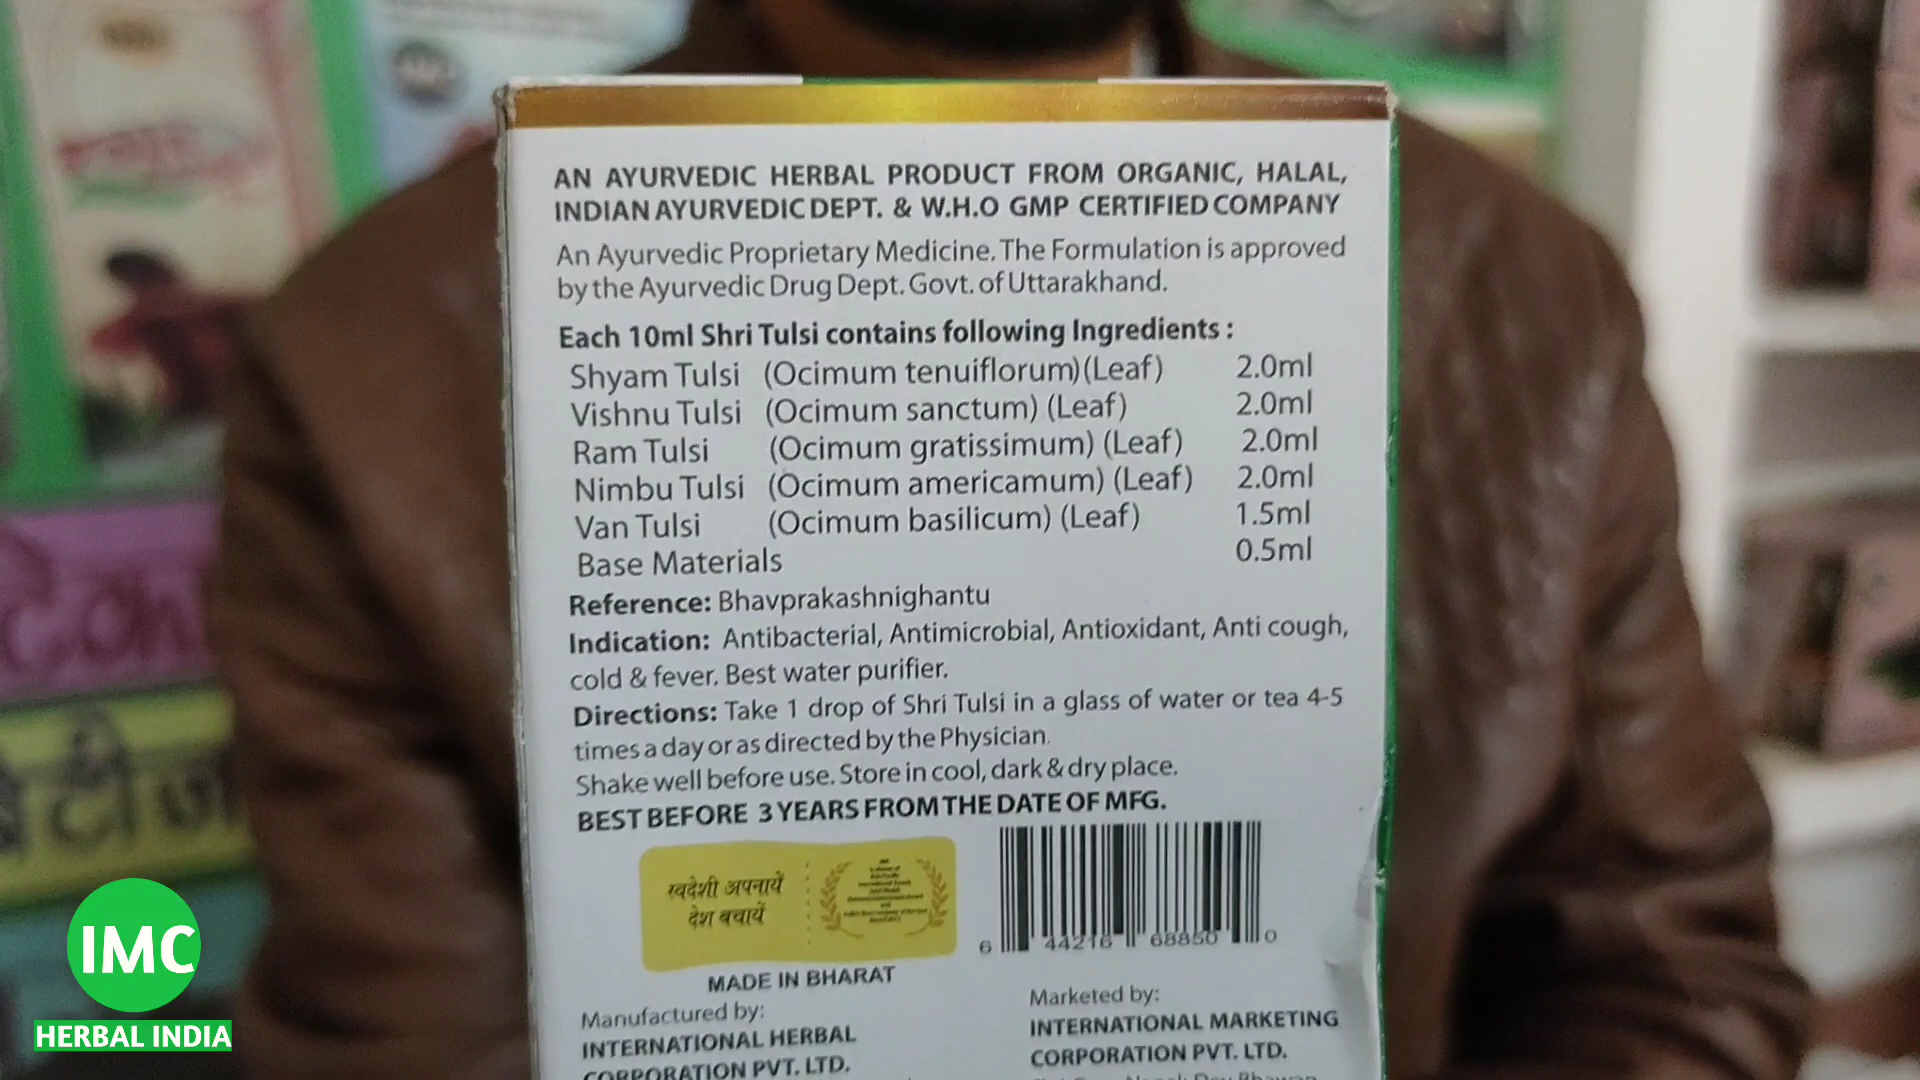 AN AYURVEDIC HERBAL PRODUCT FROM ORGANIC, HALAL,
INDIAN AYURVEDIC DEPT. & W.H.O GMP CERTIFIED COMPANY
An Ayurvedic Proprietary Medicine. The Formulation is approved
by the Ayurvedic Drug Dept. Govt. of Uttarakhand.
Each 10ml Shri Tulsi contains following Ingredients :
Shyam Tulsi (Ocimum tenuiflorum)(Leaf) 2.0ml
Vishnu Tulsi (Ocimum sanctum) (Leaf) 2.0ml
Ram Tulsi (Ocimum gratissimum) (Leaf) 2.0ml
Nimbu Tulsi (Ocimum americamum) (Leaf) 2.0ml
Van Tulsi (Ocimum basilicum) (Leaf) 1.5ml
Base Materials 0.5ml
Reference: Bhavprakashnighantu
Indication: Antibacterial, Antimicrobial, Antioxidant, Anti cough,
cold & fever. Best water purifier.
Directions: Take 1 drop of Shri Tulsi in a glass of water or tea 4-5
times a day or as directed by the Physician.
Shake well before use. Store in cool, dark & dry place.
BEST BEFORE 3 YEARS FROM THE DATE OF MFG.
स्वदेशी अपनायें
देश बचायें
6 44216 68850 0
MADE IN BHARAT
Manufactured by:
INTERNATIONAL HERBAL
CORPORATION PVT. LTD.
Marketed by:
INTERNATIONAL MARKETING
CORPORATION PVT. LTD.
IMC
HERBAL INDIA